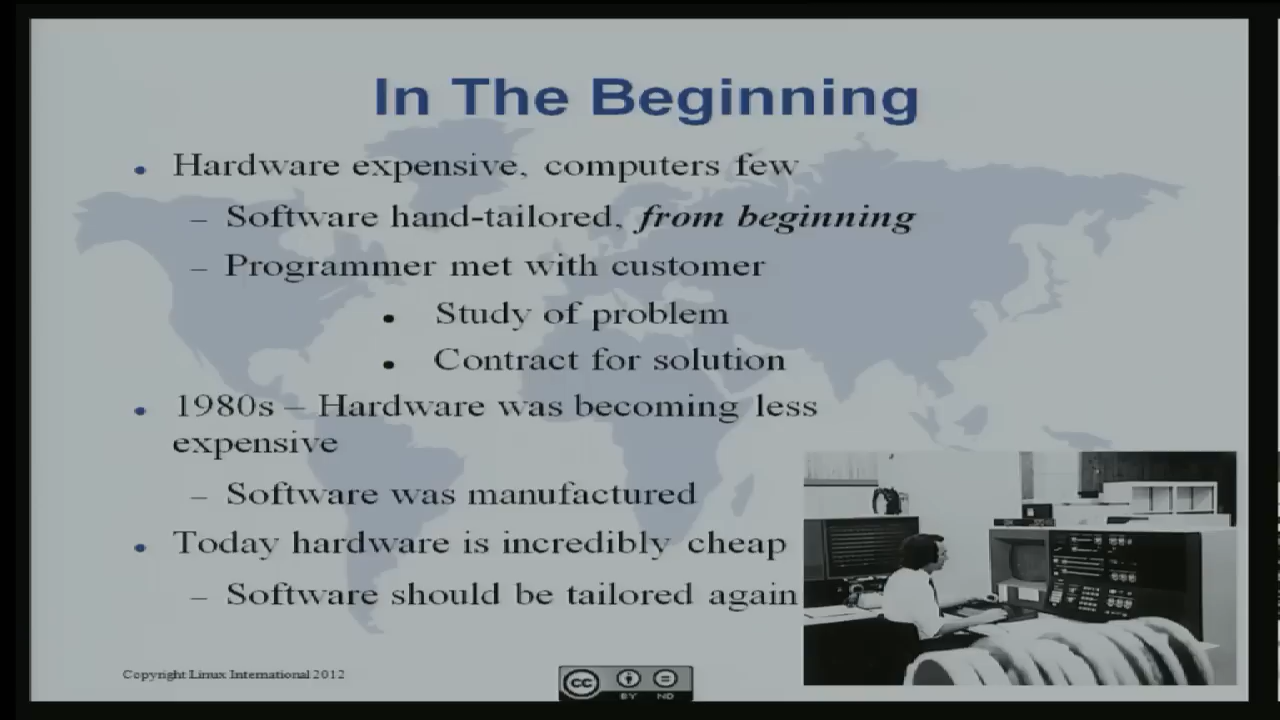 In The Beginning
• Hardware expensive, computers few
– Software hand-tailored, from beginning
– Programmer met with customer
• Study of problem
• Contract for solution
• 1980s – Hardware was becoming less
expensive
– Software was manufactured
• Today hardware is incredibly cheap
– Software should be tailored again
Copyright Linux International 2012
cc BY ND